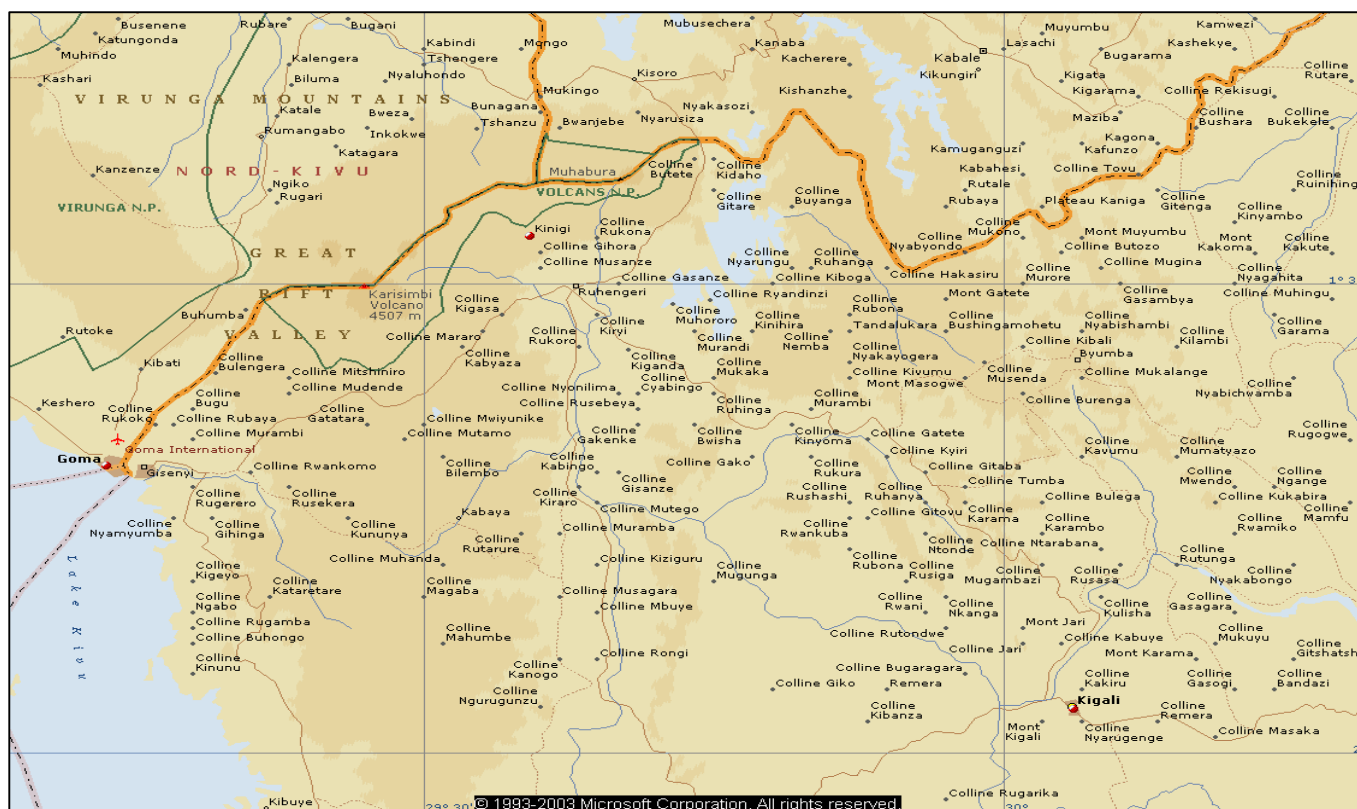 Busenene
Rubare
Bugani
Mubusechera
Kamwezi
Katungonda
Kabindi
Mongo
Kanaba
Muyumbu
Muhindo
Kalengera
Tshengere
Kacherere
Kabale
Lasachi
Bugarama
Kashekye
Kashari
Biluma
Nyaluhondo
Kisoro
Kikungiri
Kigata
Colline
Rutare
VIRUNGA MOUNTAINS
Mukingo
Kishanzhe
Kigarama
Colline Rekisugi
Katale
Bweza
Bunagana
Nyakasozi
Maziba
Colline
Bushara
Colline
Bukekele
Rumangabo
Inkokwe
Tshanzu
Bwanjebe
Nyarusiza
Kagona
Katagara
Kamuganguzi
Kafunzo
Kanzenze
NORD-KIVU
Muhabura
Colline
Butete
Colline
Kidaho
Kabahesi
Colline Tovu
Colline
Ruinihing
Ngiko
Rugari
VOLCANS N.P.
Rutale
VIRUNGA N.P.
Colline
Gitare
Colline
Buyanga
Rubaya
Plateau Kaniga
Colline
Gitenga
Colline
Kinyambo
Kinigi
Colline
Rukona
Colline
Nyabyondo
Colline
Mukono
Mont Muyumbu
Mont
Kakoma
Colline
Kakute
GREAT
Colline Gihora
Colline
Nyarungu
Colline
Ruhanga
Colline Butozo
Colline Musanze
Colline Mugina
Colline Gasanze
Colline Kiboga
Colline Hakasiru
Colline
Murore
Colline
Gasambya
Colline
Nyagahita
1° 3
RIFT
Karisimbi
Volcano
4507 m
Ruhengeri
Colline Ryandinzi
Colline
Rubona
Mont Gatete
Colline Muhingu
Buhumba
Colline
Kigasa
Colline
Kiryi
Colline
Muhororo
Colline
Kinihira
Tandalukara
Colline
Bushingamohetu
Colline
Nyabishambi
Colline
Kilambi
Colline
Garama
Rutoke
VALLEY
Colline Mararo
Colline
Rukoro
Colline
Murandi
Colline
Nemba
Colline
Nyakayogera
Colline Kibali
Byumba
Kibati
Colline
Bulengera
Colline
Kabyaza
Colline
Kiganda
Colline
Mukaka
Colline Kivumu
Colline
Musenda
Colline Mukalange
Colline Mitshiniro
Colline
Cyabingo
Mont Masogwe
Colline
Nyabichwamba
Colline Mudende
Colline Nyonilima
Colline
Bugu
Colline Rusebeya
Colline
Ruhinga
Colline
Murambi
Colline Burenga
Keshero
Colline
Rukoko
Colline Rubaya
Colline
Gatatara
Colline Mwiyunike
Colline
Rugogwe
Colline Murambi
Colline Mutamo
Colline
Gakenke
Colline
Bwisha
Colline
Kinyoma
Colline Gatete
Colline
Kavumu
Colline
Mumatyazo
Goma
Goma International
Colline
Bilembo
Colline
Kabingo
Colline Gako
Colline Kyiri
Gisenyi
Colline Rwankomo
Colline
Rukura
Colline Gitaba
Colline
Mwendo
Colline
Ngange
Colline
Gisanze
Colline Tumba
Colline
Rugerero
Colline
Rusekera
Colline
Kiraro
Colline
Rushashi
Colline
Ruhanya
Colline Bulega
Colline Kukabira
Colline Mutego
Colline Gitovu
Colline
Karama
Colline
Mamfu
Colline
Nyamyumba
Colline
Gihinga
Colline
Kununya
Kabaya
Colline Muramba
Colline
Rwankuba
Colline
Karambo
Colline
Rwamiko
Colline
Rutarure
Colline
Ntonde
Colline Ntarabana
Lake Kivu
Colline Muhanda
Colline Kiziguru
Colline
Rubona
Colline
Rutunga
Colline
Kigeyo
Colline
Kataretare
Colline
Magaba
Colline
Mugunga
Colline
Rusiga
Colline
Mugambazi
Colline
Rusasa
Colline
Nyakabongo
Colline
Ngabo
Colline Musagara
Colline
Rwani
Colline
Nkanga
Colline
Kulisha
Colline
Gasagara
Colline Mbuye
Colline Rugamba
Mont Jari
Colline
Mukuyu
Colline Buhongo
Colline
Mahumbe
Colline Rutondwe
Colline Kabuye
Colline Rongi
Colline Jari
Mont Karama
Colline
Gitshatsh
Colline
Kinunu
Colline
Kanogo
Colline Bugaragara
Colline
Kakiru
Colline
Gasogi
Colline
Bandazi
Colline
Ngurugunzu
Colline Giko
Remera
Kigali
Colline
Kibanza
Mont
Kigali
Colline
Nyarugenge
Colline
Remera
Colline Masaka
2
Colline Rugarika
Kibuye
29° 30'
© 1993-2003 Microsoft Corporation. All rights reserved.
30°